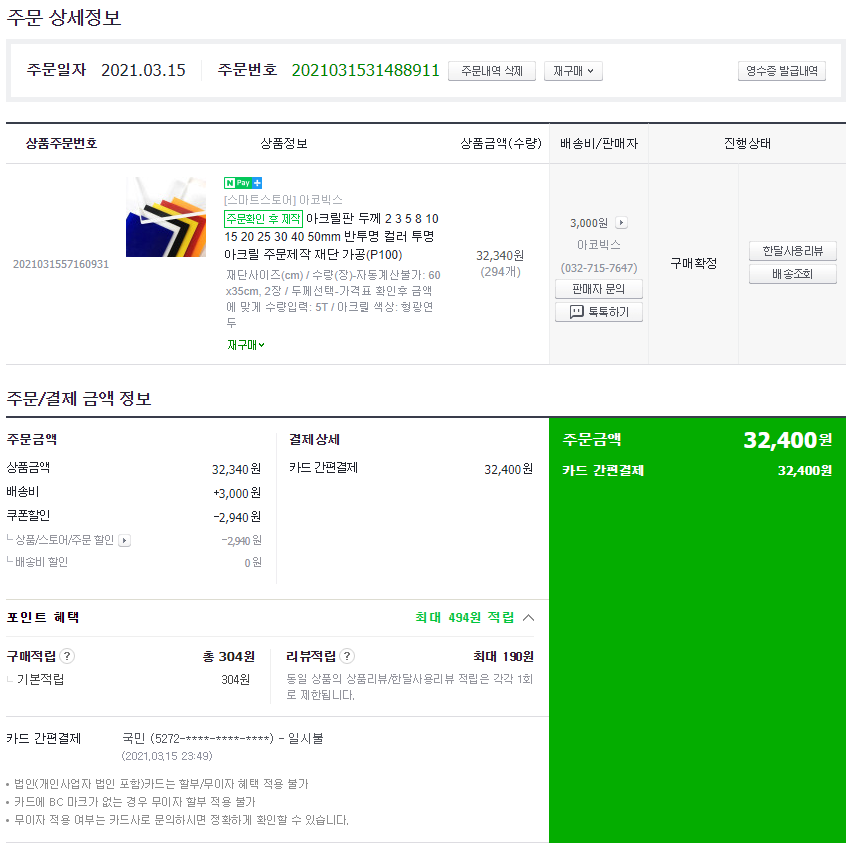 주문 상세정보
주문일자 2021.03.15 주문번호 2021031531488911 주문내역 삭제 재구매 영수증 발급내역
상품주문번호 상품정보 상품금액(수량) 배송비/판매자 진행상태
2021031557160931
N Pay +
[스마트스토어] 아코빅스
주문확인 후 제작 아크릴판 두께 2 3 5 8 10
15 20 25 30 40 50mm 반투명 컬러 투명
아크릴 주문제작 재단 가공(P100)
재단사이즈(cm) / 수량(장)-자동계산불가: 60
x35cm, 2장 / 두께선택-가격표 확인후 금액
에 맞게 수량입력: 5T / 아크릴 색상: 형광연
두
재구매
32,340원
(294개)
3,000원
아코빅스
(032-715-7647)
판매자 문의
톡톡하기
구매확정
한달사용리뷰
배송조회
주문/결제 금액 정보
주문금액
상품금액 32,340 원
배송비 +3,000 원
쿠폰할인 -2,940 원
상품/스토어/주문 할인 -2,940 원
배송비 할인 0 원
결제상세
카드 간편결제 32,400 원
주문금액 32,400원
카드 간편결제 32,400원
포인트 혜택 최대 494원 적립
구매적립 ? 총 304원
기본적립 304원
리뷰적립 ? 최대 190원
동일 상품의 상품리뷰/한달사용리뷰 적립은 각각 1회
로 제한됩니다.
카드 간편결제 국민 (5272-****-****-****) - 일시불
(2021.03.15 23:49)
• 법인(개인사업자 법인 포함)카드는 할부/무이자 혜택 적용 불가
• 카드에 BC 마크가 없는 경우 무이자 할부 적용 불가
• 무이자 적용 여부는 카드사로 문의하시면 정확하게 확인할 수 있습니다.